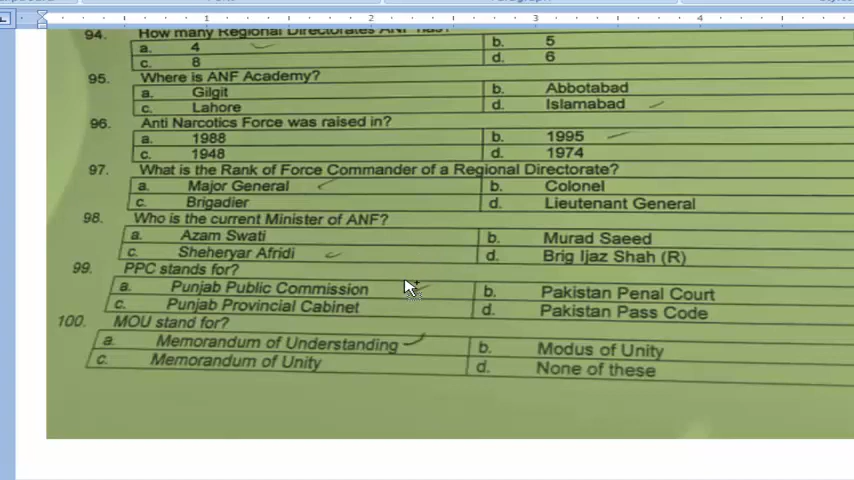 1 2 3 4
94. How many Regional Directorates ANF has?
a. 4 b. 5
c. 8 d. 6
95. Where is ANF Academy?
a. Gilgit b. Abbotabad
c. Lahore d. Islamabad
96. Anti Narcotics Force was raised in?
a. 1988 b. 1995
c. 1948 d. 1974
97. What is the Rank of Force Commander of a Regional Directorate?
a. Major General b. Colonel
c. Brigadier d. Lieutenant General
98. Who is the current Minister of ANF?
a. Azam Swati b. Murad Saeed
c. Sheheryar Afridi d. Brig Ijaz Shah (R)
99. PPC stands for?
a. Punjab Public Commission b. Pakistan Penal Court
c. Punjab Provincial Cabinet d. Pakistan Pass Code
100. MOU stand for?
a. Memorandum of Understanding b. Modus of Unity
c. Memorandum of Unity d. None of these